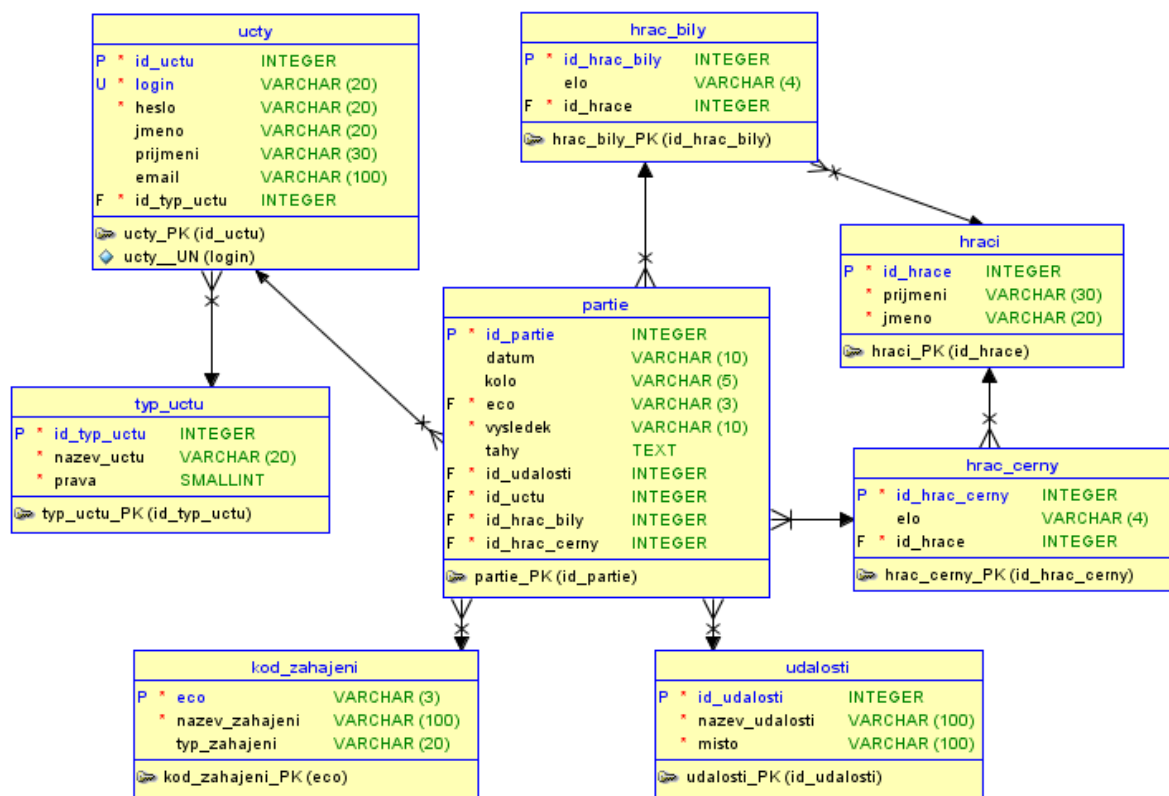 ucty
P * id_uctu INTEGER
U * login VARCHAR (20)
* heslo VARCHAR (20)
jmeno VARCHAR (20)
prijmeni VARCHAR (30)
email VARCHAR (100)
F * id_typ_uctu INTEGER
ucty_PK (id_uctu)
ucty__UN (login)
hrac_bily
P * id_hrac_bily INTEGER
elo VARCHAR (4)
F * id_hrace INTEGER
hrac_bily_PK (id_hrac_bily)
hraci
P * id_hrace INTEGER
* prijmeni VARCHAR (30)
* jmeno VARCHAR (20)
hraci_PK (id_hrace)
partie
P * id_partie INTEGER
datum VARCHAR (10)
kolo VARCHAR (5)
F * eco VARCHAR (3)
* vysledek VARCHAR (10)
tahy TEXT
F * id_udalosti INTEGER
F * id_uctu INTEGER
F * id_hrac_bily INTEGER
F * id_hrac_cerny INTEGER
partie_PK (id_partie)
typ_uctu
P * id_typ_uctu INTEGER
* nazev_uctu VARCHAR (20)
* prava SMALLINT
typ_uctu_PK (id_typ_uctu)
hrac_cerny
P * id_hrac_cerny INTEGER
elo VARCHAR (4)
F * id_hrace INTEGER
hrac_cerny_PK (id_hrac_cerny)
kod_zahajeni
P * eco VARCHAR (3)
* nazev_zahajeni VARCHAR (100)
typ_zahajeni VARCHAR (20)
kod_zahajeni_PK (eco)
udalosti
P * id_udalosti INTEGER
* nazev_udalosti VARCHAR (100)
* misto VARCHAR (100)
udalosti_PK (id_udalosti)